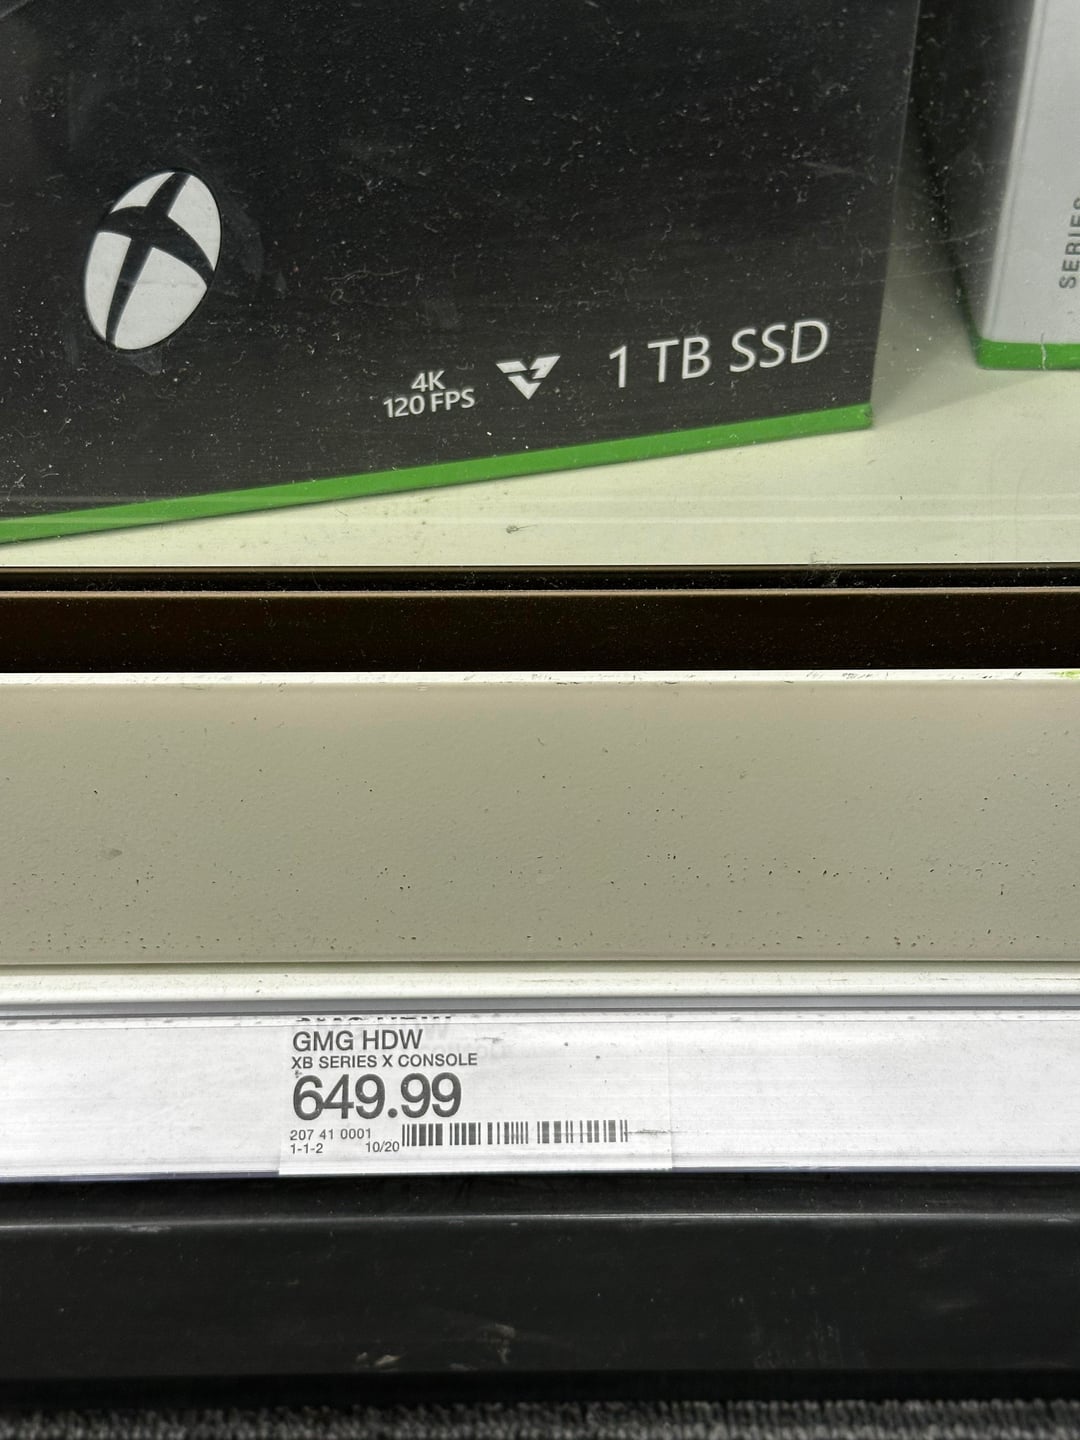 SERIES
4K
120 FPS
1 TB SSD
GMG HDW
XB SERIES X CONSOLE
649.99
207 41 0001
1-1-2 10/20